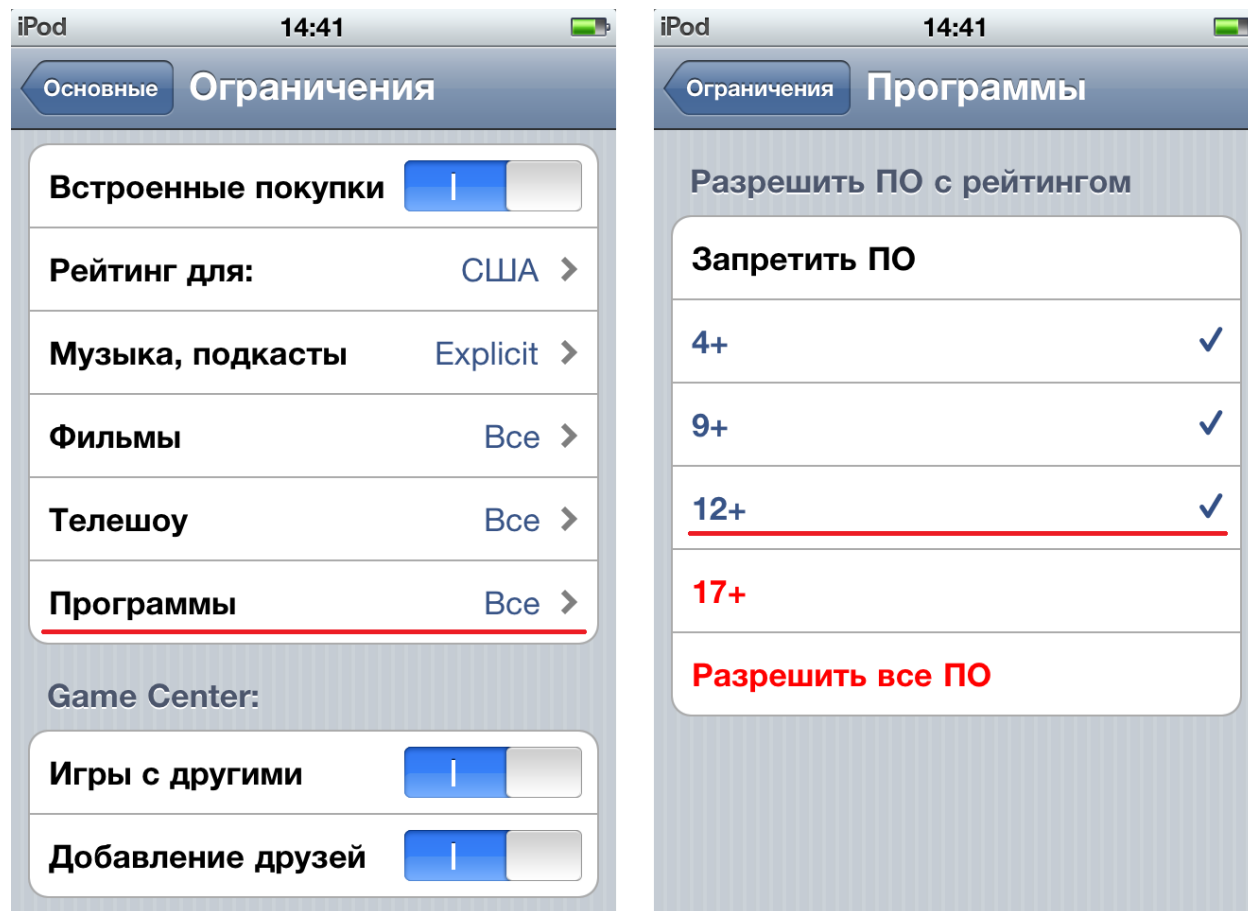 iPod 14:41
Основные Ограничения
Встроенные покупки
Рейтинг для: США
Музыка, подкасты Explicit
Фильмы Все
Телешоу Все
Программы Все
Game Center:
Игры с другими
Добавление друзей
iPod 14:41
Ограничения Программы
Разрешить ПО с рейтингом
Запретить ПО
4+
9+
12+
17+
Разрешить все ПО